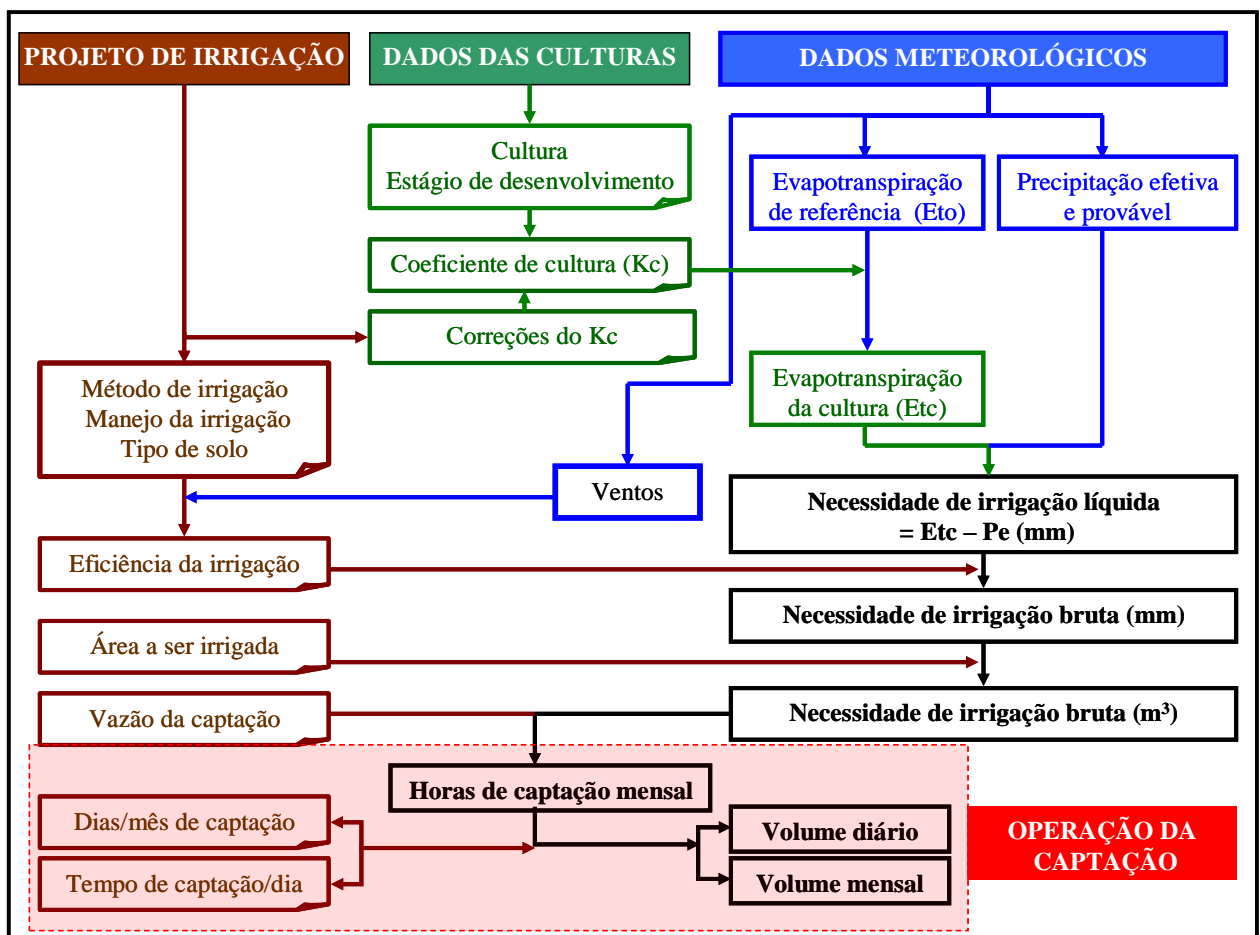 PROJETO DE IRRIGAÇÃO
DADOS DAS CULTURAS
DADOS METEOROLÓGICOS
Cultura
Estágio de desenvolvimento
Evapotranspiração
de referência (Eto)
Precipitação efetiva
e provável
Coeficiente de cultura (Kc)
Correções do Kc
Método de irrigação
Manejo da irrigação
Tipo de solo
Evapotranspiração
da cultura (Etc)
Ventos
Necessidade de irrigação líquida
= Etc – Pe (mm)
Eficiência da irrigação
Necessidade de irrigação bruta (mm)
Área a ser irrigada
Vazão da captação
Necessidade de irrigação bruta (m³)
Horas de captação mensal
Dias/mês de captação
Tempo de captação/dia
Volume diário
Volume mensal
OPERAÇÃO DA
CAPTAÇÃO